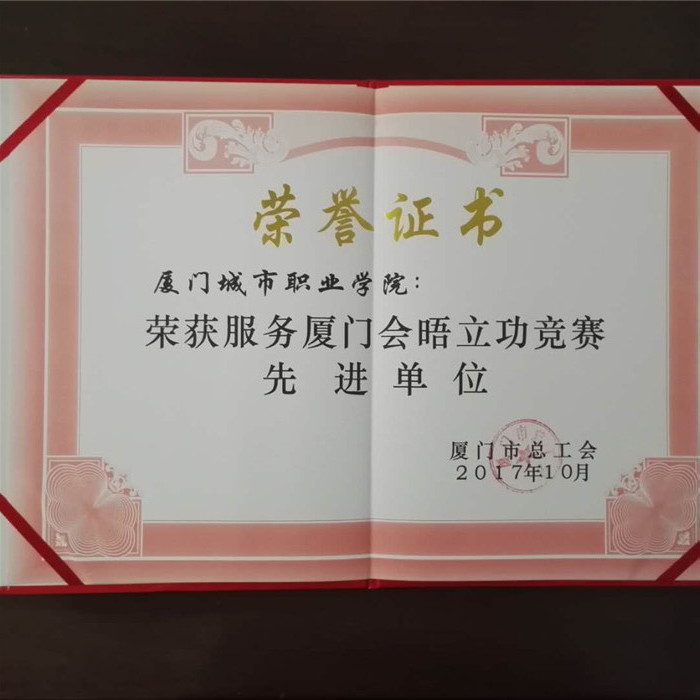 荣誉证书
厦门城市职业学院：
荣获服务厦门会晤立功竞赛
先进单位
厦门市总工会
2017年10月